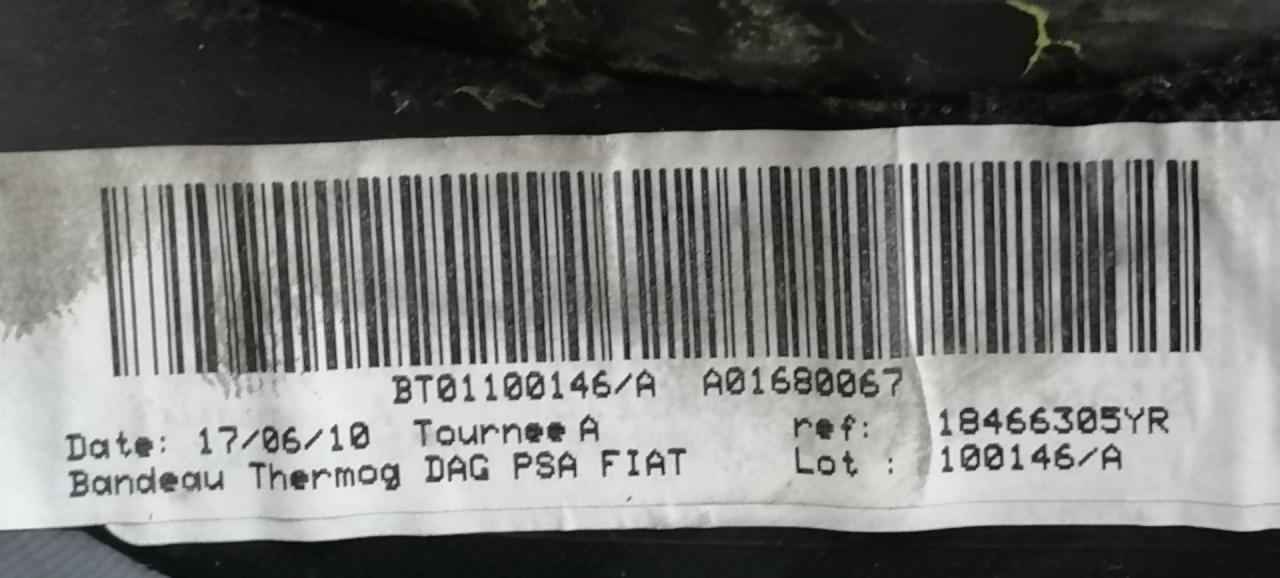 BT01100146/A A01680067
Date: 17/06/10 Tournee A ref: 18466305YR
Bandeau Thermog DAG PSA FIAT Lot : 100146/A